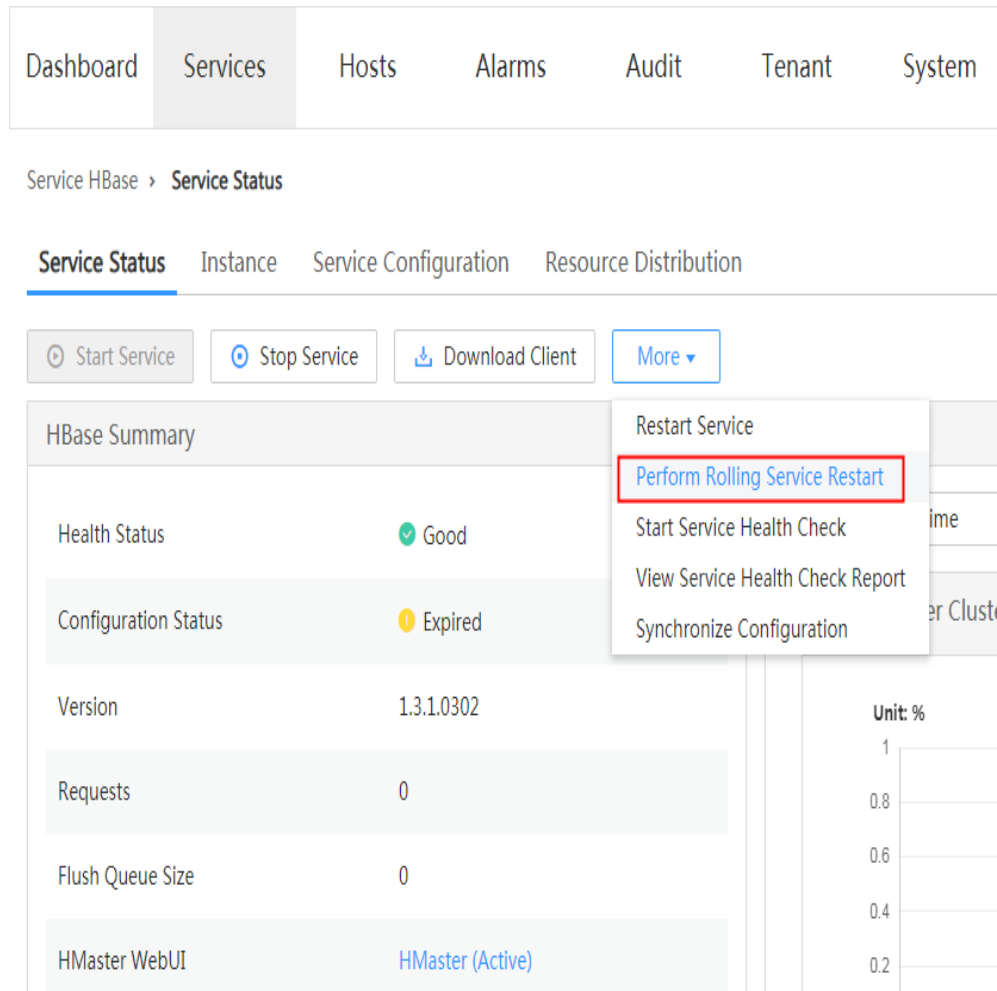 Dashboard Services Hosts Alarms Audit Tenant System
Service HBase › Service Status
Service Status Instance Service Configuration Resource Distribution
Start Service Stop Service Download Client More
Restart Service
Perform Rolling Service Restart
Start Service Health Check
View Service Health Check Report
Synchronize Configuration
HBase Summary
Health Status Good
Configuration Status Expired
Version 1.3.1.0302
Requests 0
Flush Queue Size 0
HMaster WebUI HMaster (Active)
ime
er Cluste
Unit: %
1
0.8
0.6
0.4
0.2